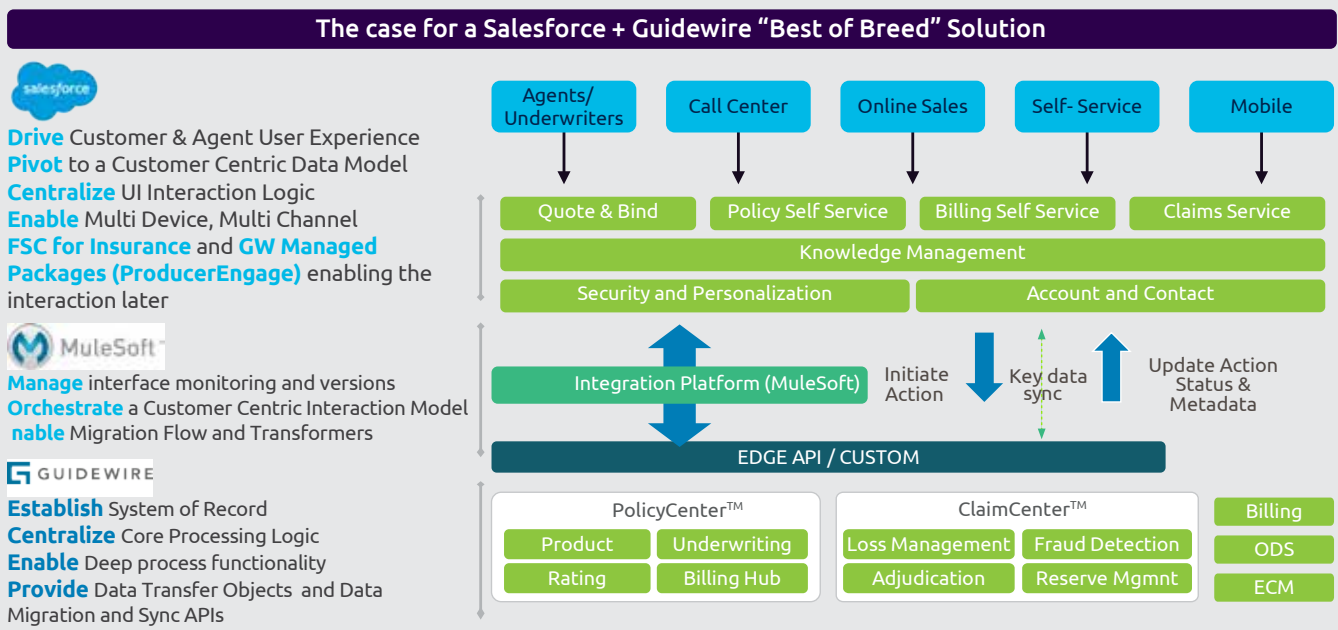 The case for a Salesforce + Guidewire “Best of Breed” Solution
salesforce
Drive Customer & Agent User Experience
Pivot to a Customer Centric Data Model
Centralize UI Interaction Logic
Enable Multi Device, Multi Channel
FSC for Insurance and GW Managed
Packages (ProducerEngage) enabling the
interaction later
MuleSoft
Manage interface monitoring and versions
Orchestrate a Customer Centric Interaction Model
nable Migration Flow and Transformers
GUIDEWIRE
Establish System of Record
Centralize Core Processing Logic
Enable Deep process functionality
Provide Data Transfer Objects and Data
Migration and Sync APIs
Agents/
Underwriters
Call Center
Online Sales
Self- Service
Mobile
Quote & Bind
Policy Self Service
Billing Self Service
Claims Service
Knowledge Management
Security and Personalization
Account and Contact
Integration Platform (MuleSoft)
Initiate
Action
Key data
sync
Update Action
Status &
Metadata
EDGE API / CUSTOM
PolicyCenter™
Product
Underwriting
Rating
Billing Hub
ClaimCenter™
Loss Management
Fraud Detection
Adjudication
Reserve Mgmnt
Billing
ODS
ECM